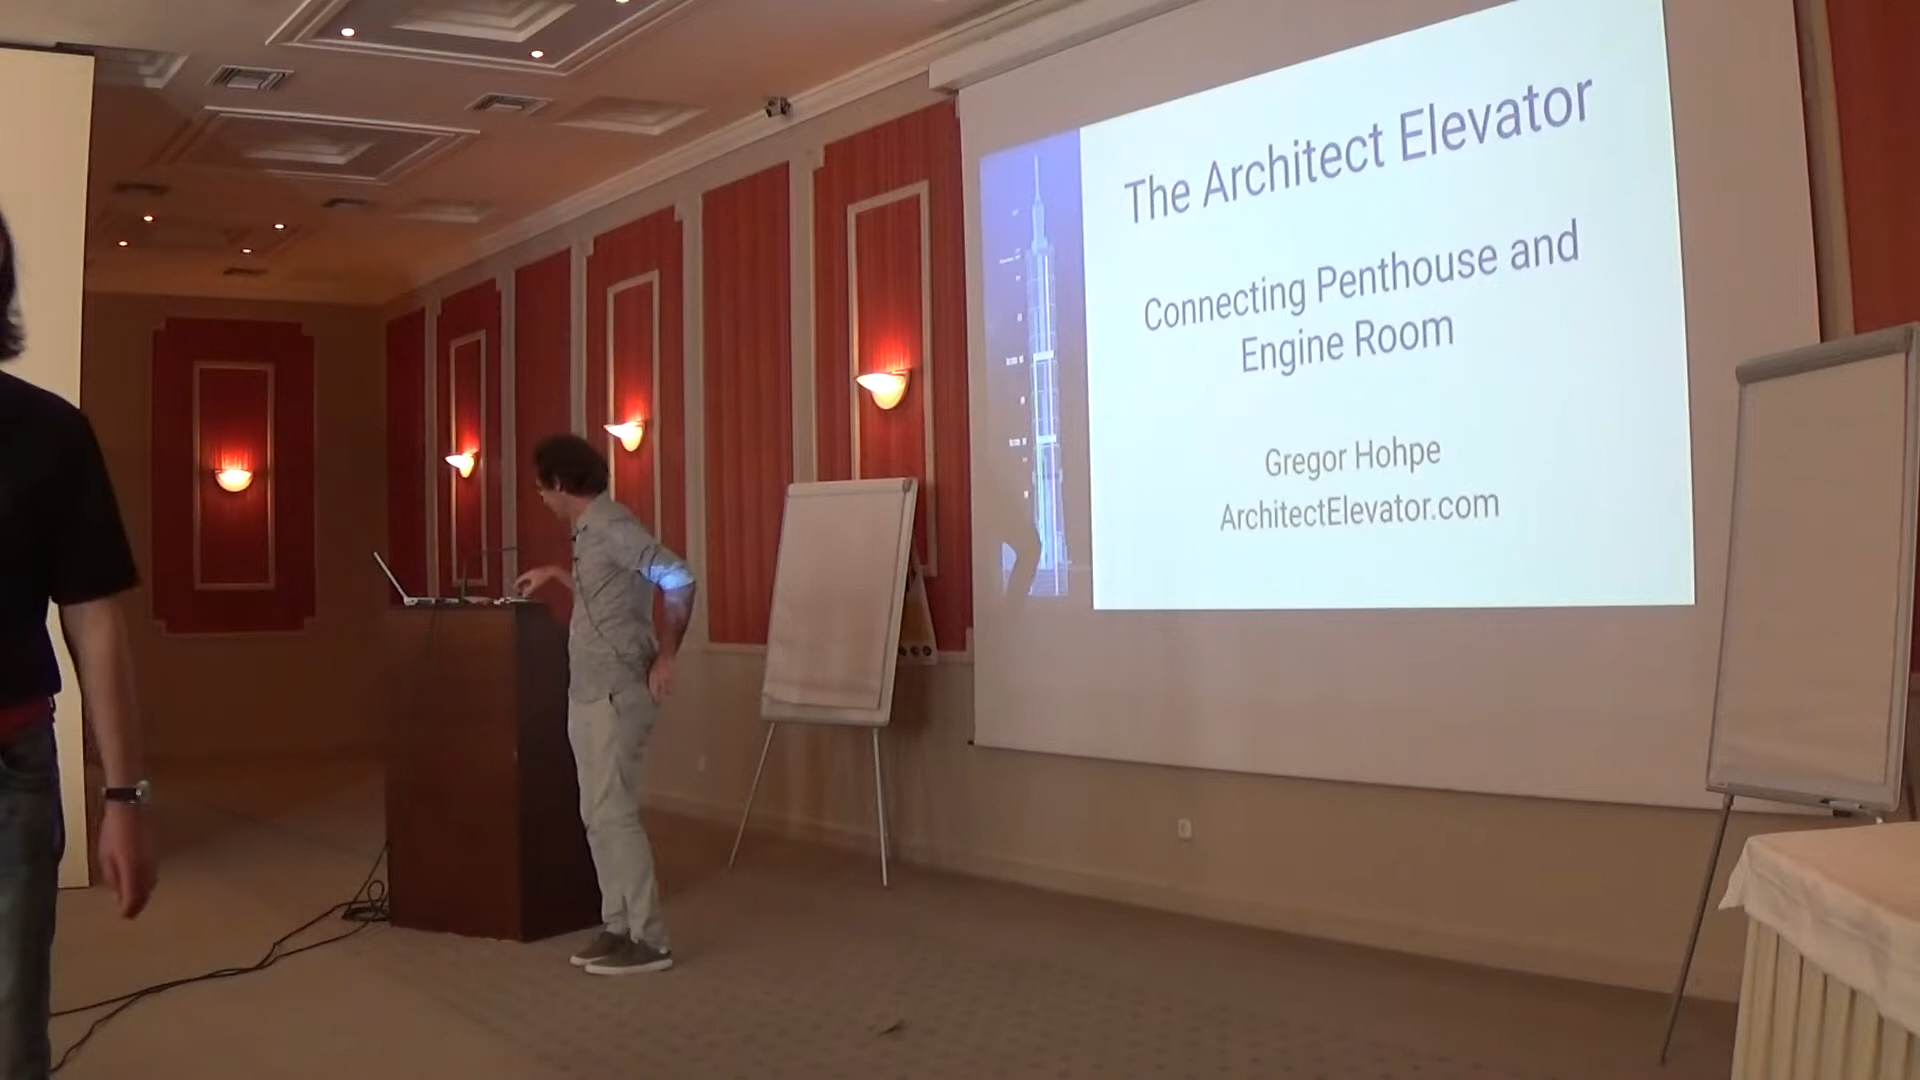 The Architect Elevator
Connecting Penthouse and
Engine Room
Gregor Hohpe
ArchitectElevator.com